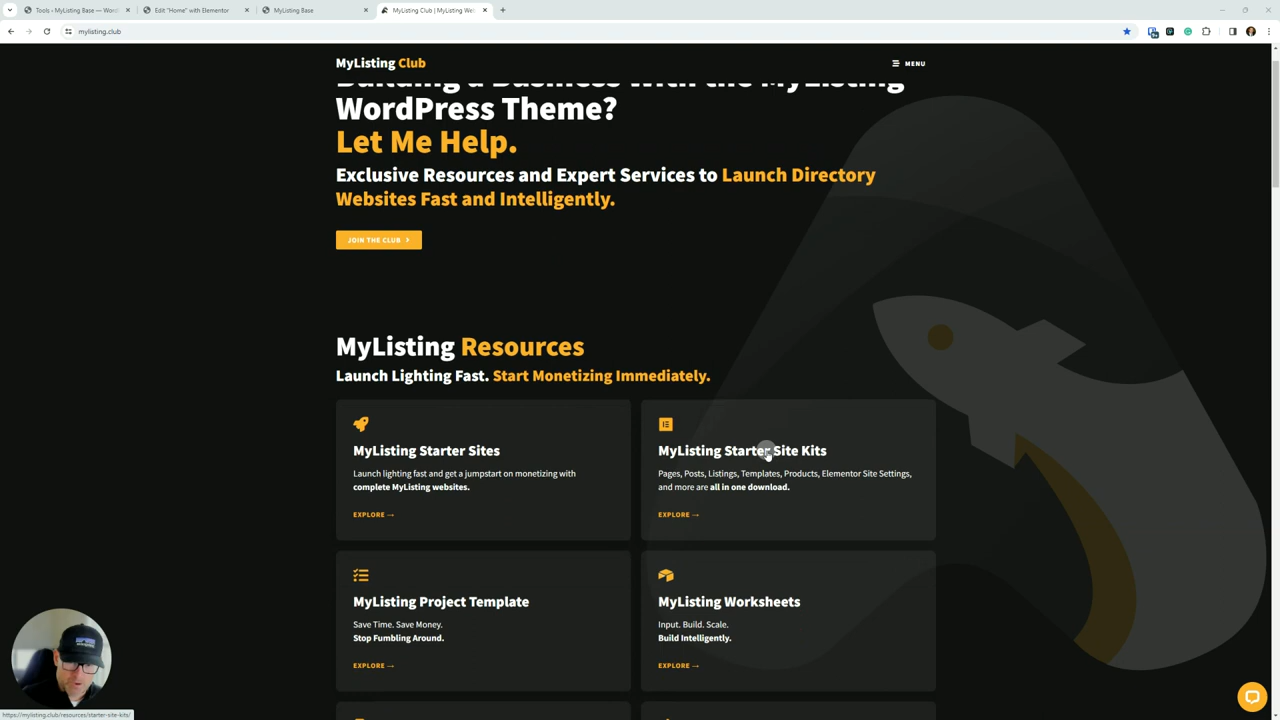 Tools ‹ MyListing Base — Word
Edit "Home" with Elementor
MyListing Base
MyListing Club | MyListing We
mylisting.club
MyListing Club
MENU
Building a Business with the MyListing
WordPress Theme?
Let Me Help.
Exclusive Resources and Expert Services to Launch Directory
Websites Fast and Intelligently.
JOIN THE CLUB
MyListing Resources
Launch Lighting Fast. Start Monetizing Immediately.
MyListing Starter Sites
Launch lighting fast and get a jumpstart on monetizing with
complete MyListing websites.
EXPLORE →
MyListing Starter Site Kits
Pages, Posts, Listings, Templates, Products, Elementor Site Settings,
and more are all in one download.
EXPLORE →
MyListing Project Template
Save Time. Save Money.
Stop Fumbling Around.
EXPLORE →
MyListing Worksheets
Input. Build. Scale.
Build Intelligently.
EXPLORE →
https://mylisting.club/resources/starter-site-kits/